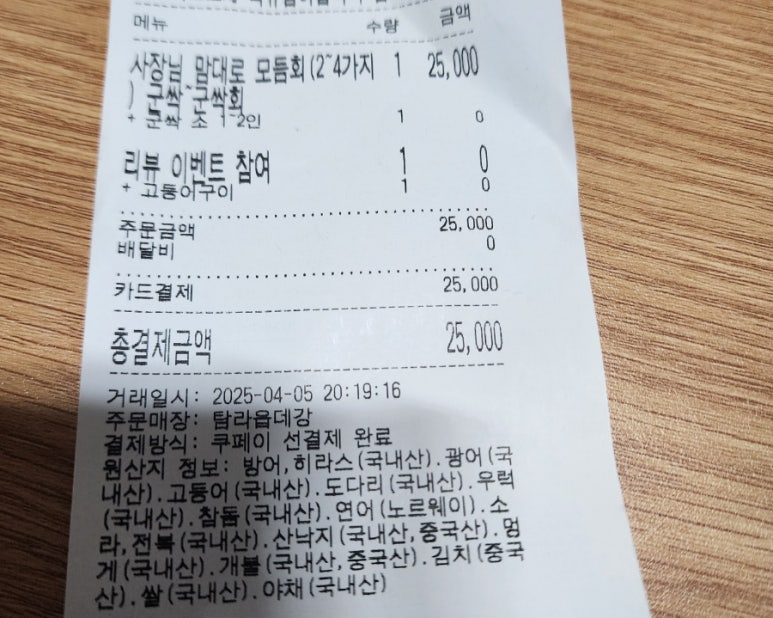 메뉴 수량 금액
사장님 맘대로 모듬회(2~4가지 1 25,000
) 군싹~군싹회
+ 군싹 조 1~2인 1 0
리뷰 이벤트 참여 1 0
+ 고등어구이 1 0
주문금액 25,000
배달비 0
카드결제 25,000
총결제금액 25,000
거래일시: 2025-04-05 20:19:16
주문매장: 탐라읍데강
결제방식: 쿠페이 선결제 완료
원산지 정보: 방어,히라스(국내산).광어(국
내산).고등어(국내산).도다리(국내산).우럭
(국내산).참돔(국내산).연어(노르웨이).소
라,전복(국내산).산낙지(국내산,중국산).멍
게(국내산).개불(국내산,중국산).김치(중국
산).쌀(국내산).야채(국내산)